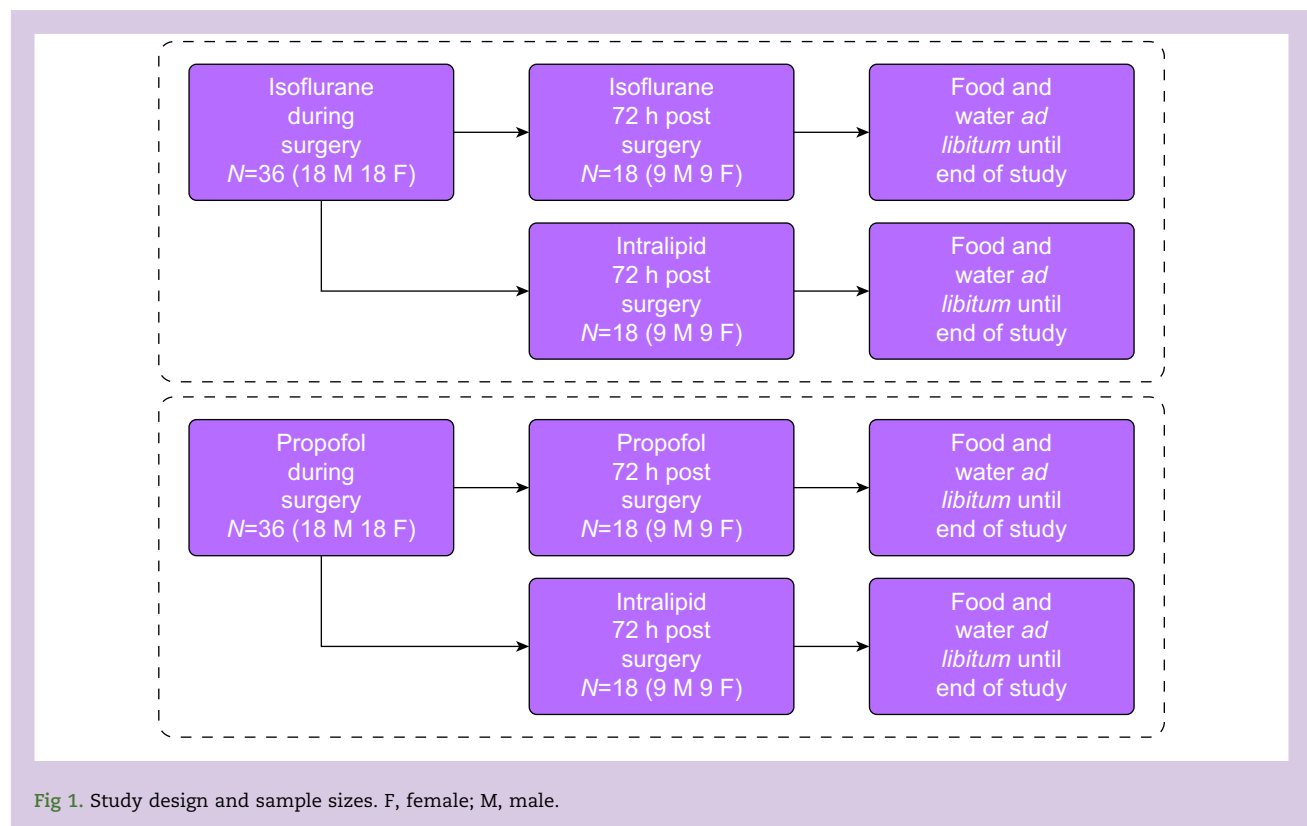 Isoflurane
during
surgery
N=36 (18 M 18 F)
Isoflurane
72 h post
surgery
N=18 (9 M 9 F)
Food and
water ad
libitum until
end of study
Intralipid
72 h post
surgery
N=18 (9 M 9 F)
Food and
water ad
libitum until
end of study
Propofol
during
surgery
N=36 (18 M 18 F)
Propofol
72 h post
surgery
N=18 (9 M 9 F)
Food and
water ad
libitum until
end of study
Intralipid
72 h post
surgery
N=18 (9 M 9 F)
Food and
water ad
libitum until
end of study
Fig 1. Study design and sample sizes. F, female; M, male.